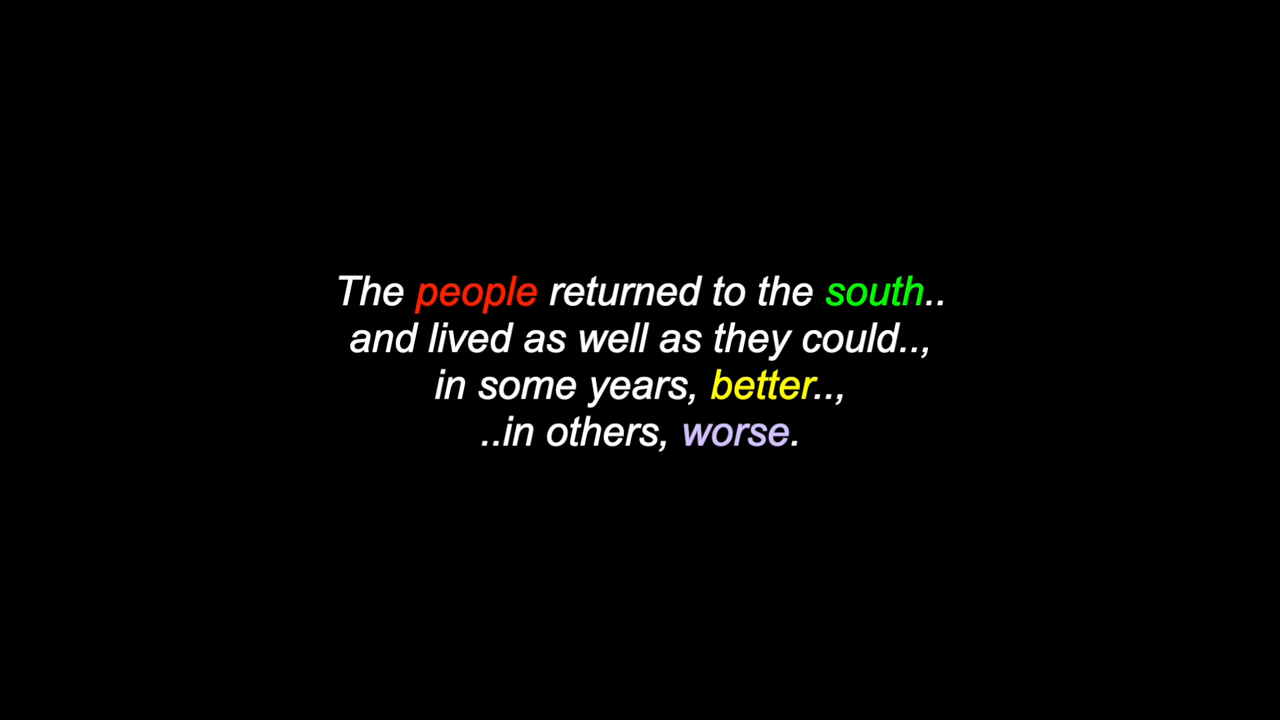 The people returned to the south..
and lived as well as they could..,
in some years, better..,
..in others, worse.